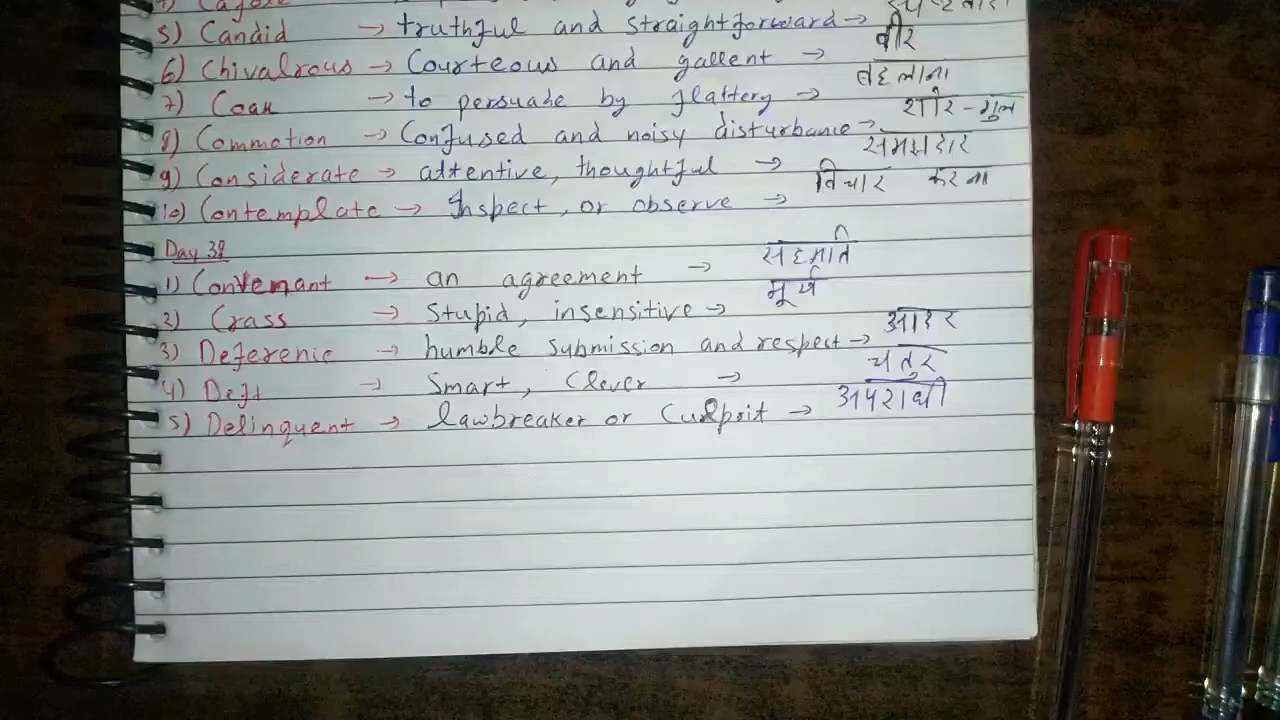 5) Candid → truthful and straightforward →
6) Chivalrous → Courteous and gallent → वीर
7) Coax → to persuade by flattery → बहलाना
8) Commotion → Confused and noisy disturbance → शोर-गुल
9) Considerate → attentive, thoughtful → समझदार
10) Contemplate → Inspect, or observe → विचार करना
Day 38
1) Convenant → an agreement → सहमति
2) Crass → Stupid, insensitive → मूर्ख
3) Deferenic → humble submission and respect → आदर
4) Deft → Smart, Clever → चतुर
5) Delinquent → lawbreaker or Culprit → अपराधी